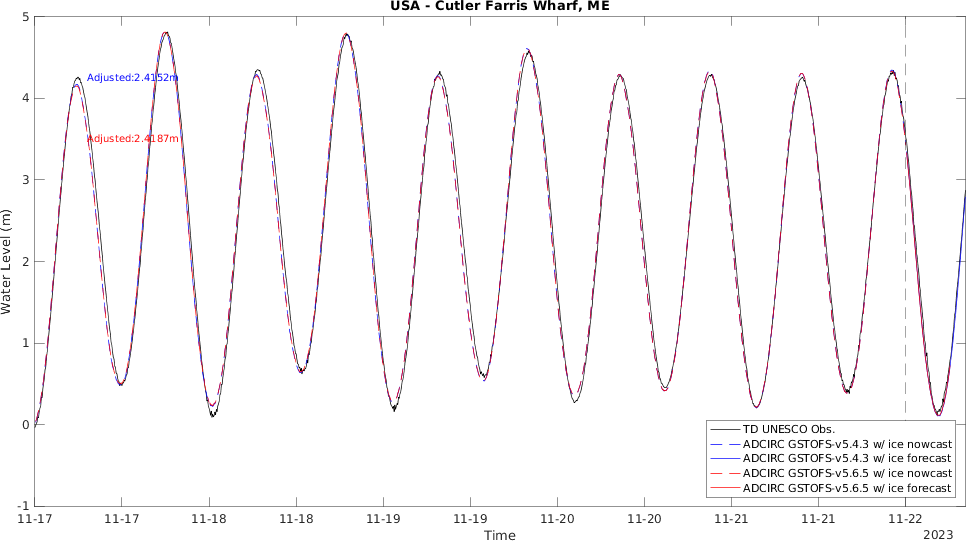 USA - Cutler Farris Wharf, ME
5
4
3
2
1
0
-1
Water Level (m)
Adjusted:2.4152m
Adjusted:2.4187m
TD UNESCO Obs.
ADCIRC GSTOFS-v5.4.3 w/ ice nowcast
ADCIRC GSTOFS-v5.4.3 w/ ice forecast
ADCIRC GSTOFS-v5.6.5 w/ ice nowcast
ADCIRC GSTOFS-v5.6.5 w/ ice forecast
11-17 11-17 11-18 11-18 11-19 11-19 11-20 11-20 11-21 11-21 11-22
Time
2023